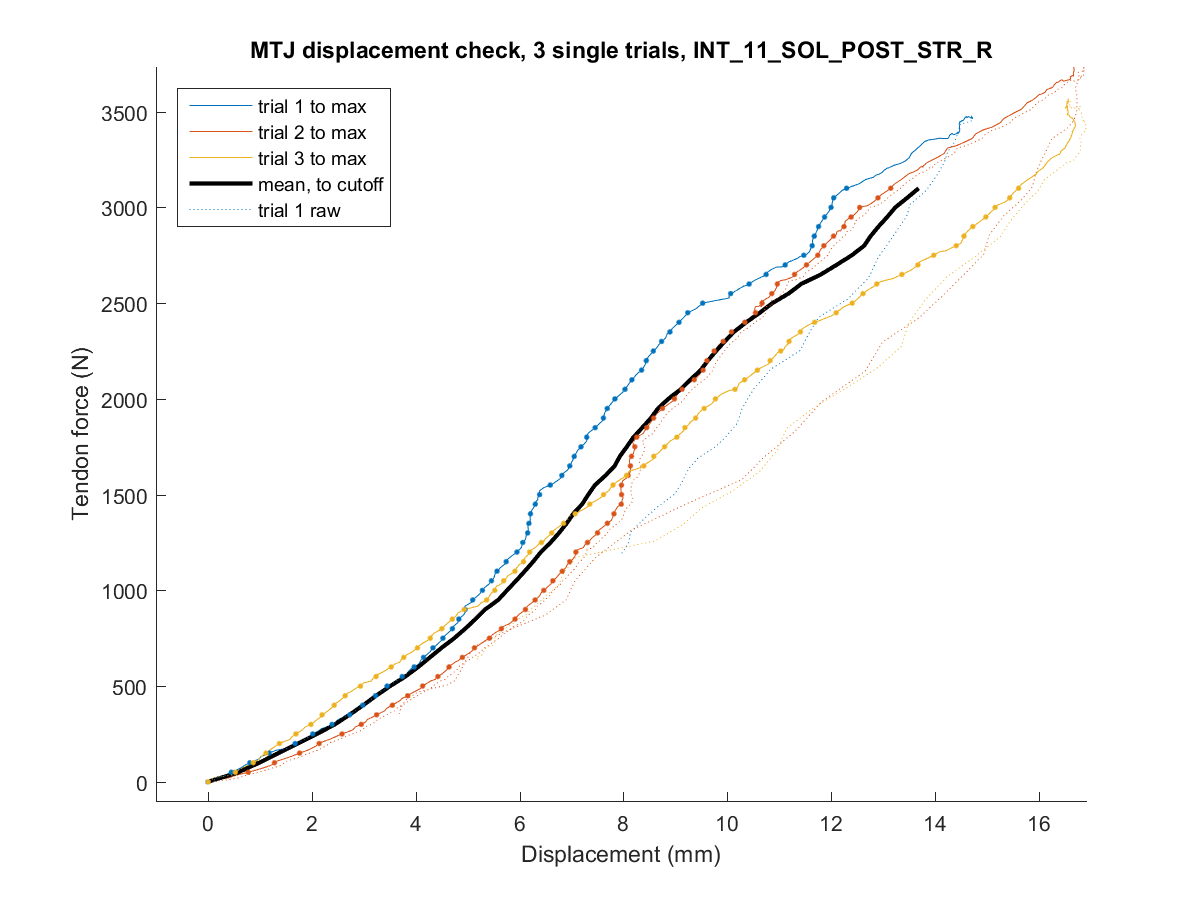 MTJ displacement check, 3 single trials, INT_11_SOL_POST_STR_R
trial 1 to max
trial 2 to max
trial 3 to max
mean, to cutoff
trial 1 raw
3500
3000
2500
2000
1500
1000
500
0
Tendon force (N)
0 2 4 6 8 10 12 14 16
Displacement (mm)